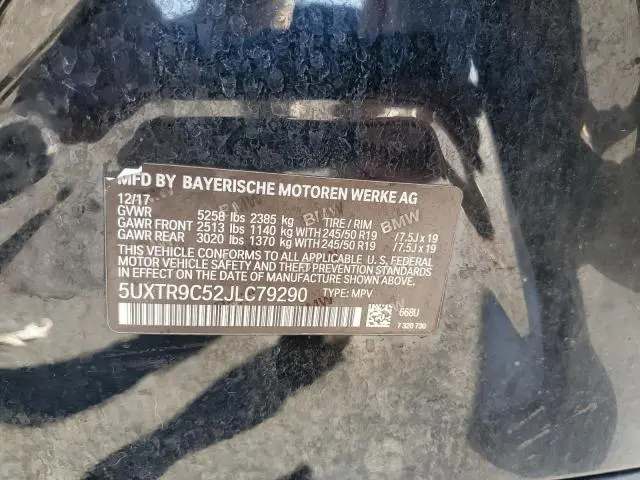 MFD BY BAYERISCHE MOTOREN WERKE AG
12/17
GVWR 5258 lbs 2385 kg TIRE / RIM
GAWR FRONT 2513 lbs 1140 kg WITH 245/50 R19 /7.5J x 19
GAWR REAR 3020 lbs 1370 kg WITH 245/50 R19 /7.5J x 19
THIS VEHICLE CONFORMS TO ALL APPLICABLE U. S. FEDERAL
MOTOR VEHICLE SAFETY AND THEFT PREVENTION STANDARDS
IN EFFECT ON THE DATE OF MANUFACTURE SHOWN ABOVE.
5UXTR9C52JLC79290 TYPE: MPV
668U
7 320 730